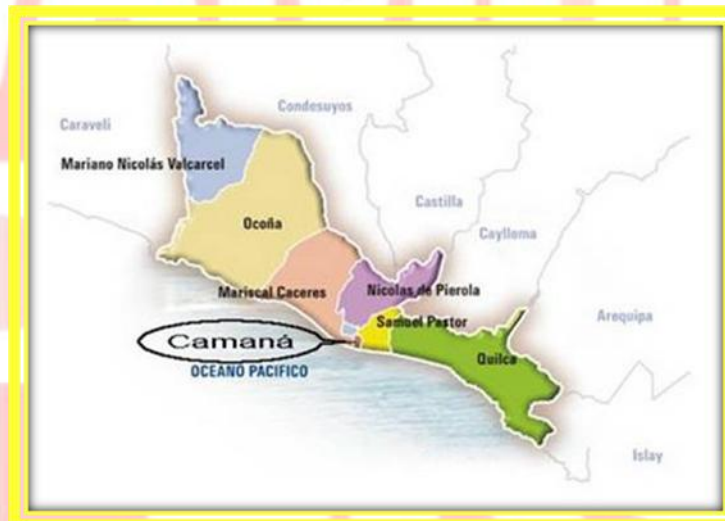 Condesuyos
Caraveli
Mariano Nicolás Valcarcel
Castilla
Ocoña
Caylloma
Mariscal Caceres
Nicolas de Pierola
Samuel Pastor
Arequipa
Camaná
Quilca
OCEANO PACIFICO
Islay